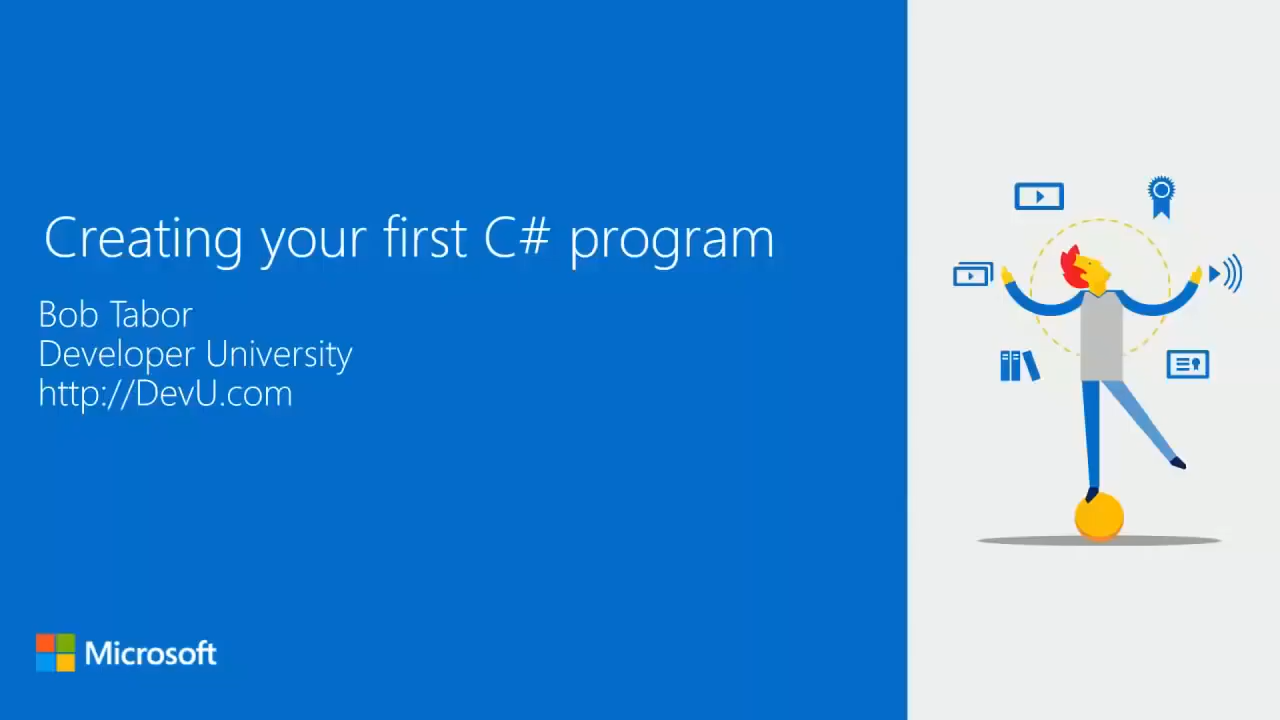 Creating your first C# program
Bob Tabor
Developer University
http://DevU.com
Microsoft